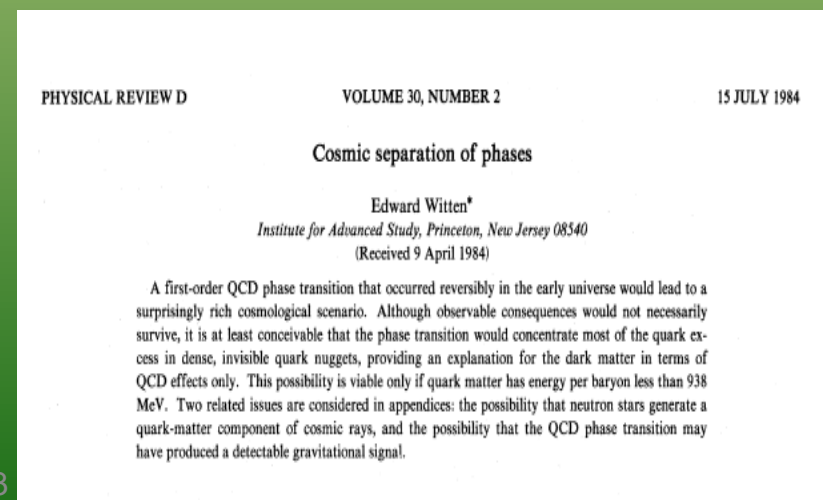 PHYSICAL REVIEW D VOLUME 30, NUMBER 2 15 JULY 1984
Cosmic separation of phases
Edward Witten*
Institute for Advanced Study, Princeton, New Jersey 08540
(Received 9 April 1984)
A first-order QCD phase transition that occurred reversibly in the early universe would lead to a
surprisingly rich cosmological scenario. Although observable consequences would not necessarily
survive, it is at least conceivable that the phase transition would concentrate most of the quark ex-
cess in dense, invisible quark nuggets, providing an explanation for the dark matter in terms of
QCD effects only. This possibility is viable only if quark matter has energy per baryon less than 938
MeV. Two related issues are considered in appendices: the possibility that neutron stars generate a
quark-matter component of cosmic rays, and the possibility that the QCD phase transition may
have produced a detectable gravitational signal.